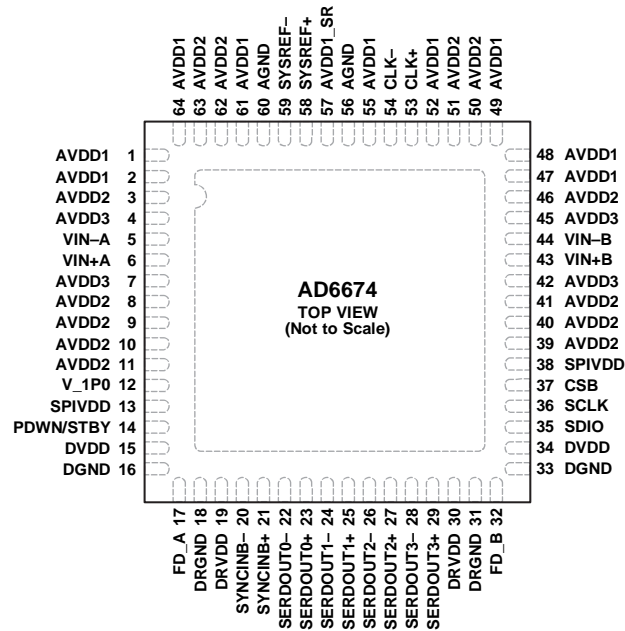 64 AVDD1
63 AVDD2
62 AVDD2
61 AVDD1
60 AGND
59 SYSREF–
58 SYSREF+
57 AVDD1_SR
56 AGND
55 AVDD1
54 CLK–
53 CLK+
52 AVDD1
51 AVDD2
50 AVDD2
49 AVDD1
AVDD1 1
AVDD1 2
AVDD2 3
AVDD3 4
VIN–A 5
VIN+A 6
AVDD3 7
AVDD2 8
AVDD2 9
AVDD2 10
AVDD2 11
V_1P0 12
SPIVDD 13
PDWN/STBY 14
DVDD 15
DGND 16
AD6674
TOP VIEW
(Not to Scale)
48 AVDD1
47 AVDD1
46 AVDD2
45 AVDD3
44 VIN–B
43 VIN+B
42 AVDD3
41 AVDD2
40 AVDD2
39 AVDD2
38 SPIVDD
37 CSB
36 SCLK
35 SDIO
34 DVDD
33 DGND
FD_A 17
DRGND 18
DRVDD 19
SYNCINB– 20
SYNCINB+ 21
SERDOUT0– 22
SERDOUT0+ 23
SERDOUT1– 24
SERDOUT1+ 25
SERDOUT2– 26
SERDOUT2+ 27
SERDOUT3– 28
SERDOUT3+ 29
DRVDD 30
DRGND 31
FD_B 32